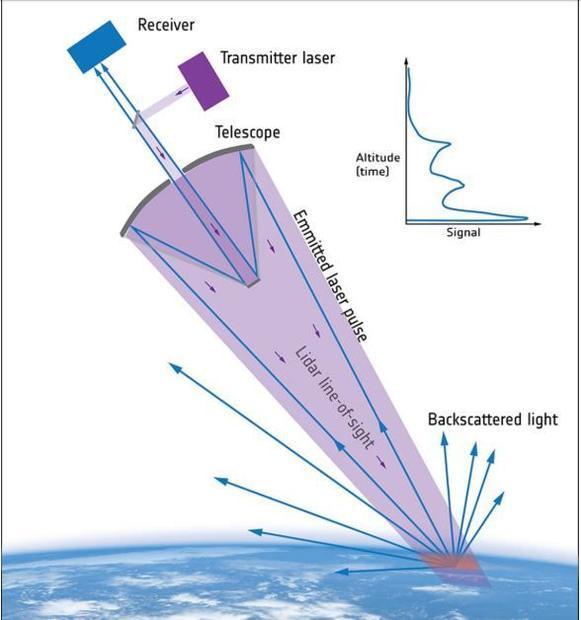 Receiver
Transmitter laser
Telescope
Altitude
(time)
Signal
Emmitted laser pulse
Lidar line-of-sight
Backscattered light